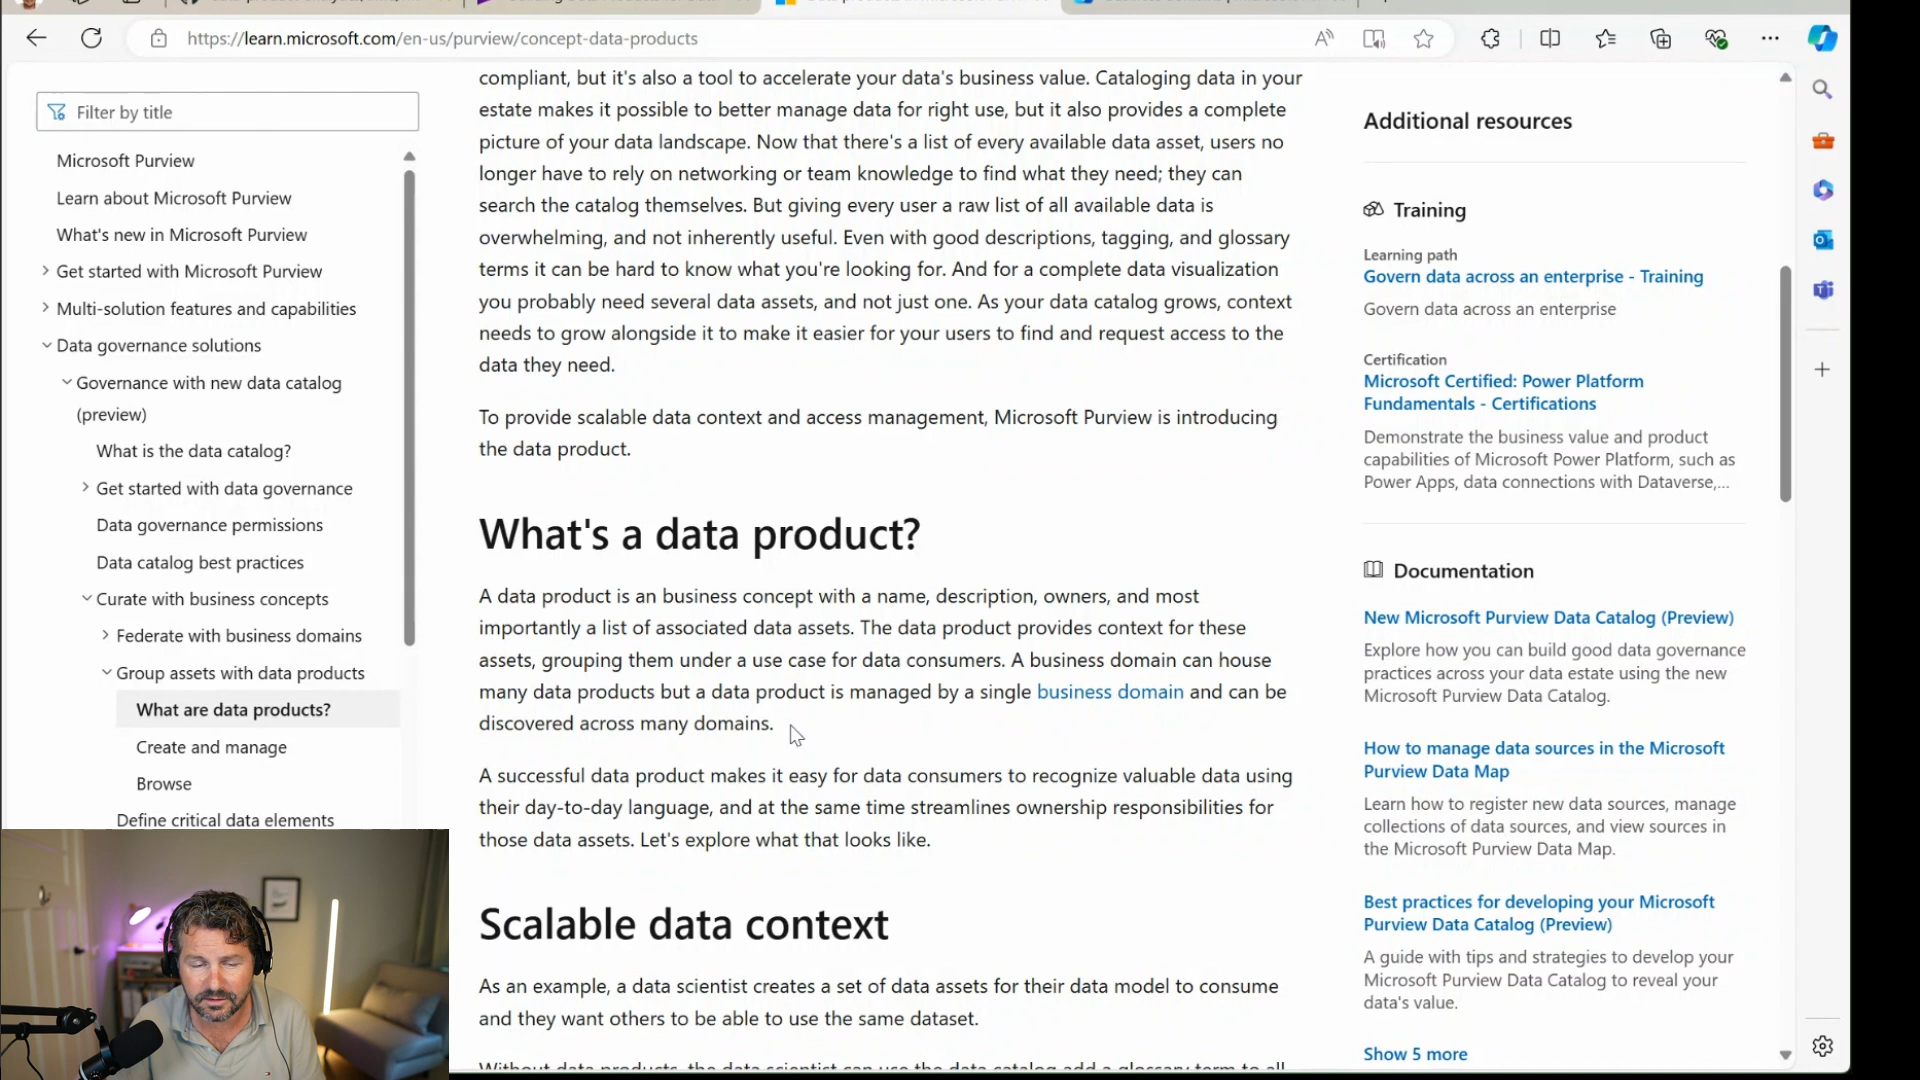 https://learn.microsoft.com/en-us/purview/concept-data-products
Filter by title
Microsoft Purview
Learn about Microsoft Purview
What's new in Microsoft Purview
Get started with Microsoft Purview
Multi-solution features and capabilities
Data governance solutions
Governance with new data catalog
(preview)
What is the data catalog?
Get started with data governance
Data governance permissions
Data catalog best practices
Curate with business concepts
Federate with business domains
Group assets with data products
What are data products?
Create and manage
Browse
Define critical data elements
compliant, but it's also a tool to accelerate your data's business value. Cataloging data in your
estate makes it possible to better manage data for right use, but it also provides a complete
picture of your data landscape. Now that there's a list of every available data asset, users no
longer have to rely on networking or team knowledge to find what they need; they can
search the catalog themselves. But giving every user a raw list of all available data is
overwhelming, and not inherently useful. Even with good descriptions, tagging, and glossary
terms it can be hard to know what you're looking for. And for a complete data visualization
you probably need several data assets, and not just one. As your data catalog grows, context
needs to grow alongside it to make it easier for your users to find and request access to the
data they need.
To provide scalable data context and access management, Microsoft Purview is introducing
the data product.
What's a data product?
A data product is an business concept with a name, description, owners, and most
importantly a list of associated data assets. The data product provides context for these
assets, grouping them under a use case for data consumers. A business domain can house
many data products but a data product is managed by a single business domain and can be
discovered across many domains.
A successful data product makes it easy for data consumers to recognize valuable data using
their day-to-day language, and at the same time streamlines ownership responsibilities for
those data assets. Let's explore what that looks like.
Scalable data context
As an example, a data scientist creates a set of data assets for their data model to consume
and they want others to be able to use the same dataset.
Without data products, the data scientist can use the data catalog add a glossary term to all
Additional resources
Training
Learning path
Govern data across an enterprise - Training
Govern data across an enterprise
Certification
Microsoft Certified: Power Platform
Fundamentals - Certifications
Demonstrate the business value and product
capabilities of Microsoft Power Platform, such as
Power Apps, data connections with Dataverse,...
Documentation
New Microsoft Purview Data Catalog (Preview)
Explore how you can build good data governance
practices across your data estate using the new
Microsoft Purview Data Catalog.
How to manage data sources in the Microsoft
Purview Data Map
Learn how to register new data sources, manage
collections of data sources, and view sources in
the Microsoft Purview Data Map.
Best practices for developing your Microsoft
Purview Data Catalog (Preview)
A guide with tips and strategies to develop your
Microsoft Purview Data Catalog to reveal your
data's value.
Show 5 more